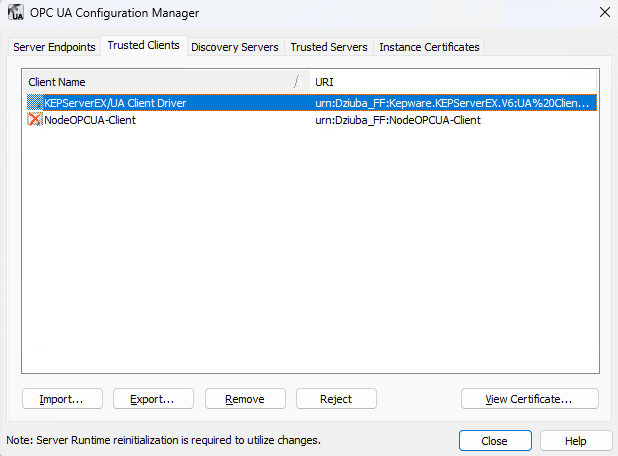 OPC UA Configuration Manager
Server Endpoints Trusted Clients Discovery Servers Trusted Servers Instance Certificates
Client Name / URI
KEPServerEX/UA Client Driver urn:Dziuba_FF:Kepware.KEPServerEX.V6:UA%20Clien...
NodeOPCUA-Client urn:Dziuba_FF:NodeOPCUA-Client
Import... Export... Remove Reject View Certificate...
Note: Server Runtime reinitialization is required to utilize changes. Close Help